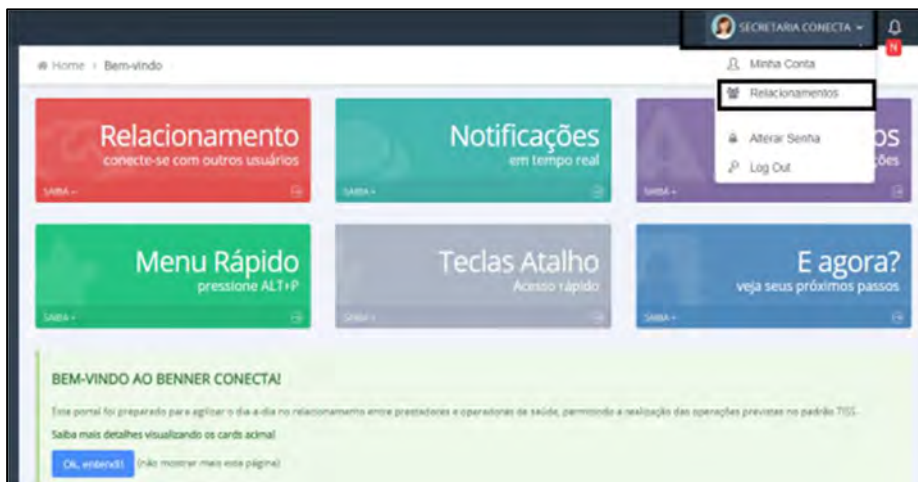 SECRETARIA CONECTA
N
Home › Bem-vindo
Minha Conta
Relacionamentos
Alterar Senha
Log Out
Relacionamento
conecte-se com outros usuários
SAIBA +
Notificações
em tempo real
SAIBA +
os
ções
SAIBA +
Menu Rápido
pressione ALT+P
SAIBA +
Teclas Atalho
Acesso rápido
SAIBA +
E agora?
veja seus próximos passos
SAIBA +
BEM-VINDO AO BENNER CONECTA!
Este portal foi preparado para agilizar o dia-a-dia no relacionamento entre prestadores e operadoras de saúde, permitindo a realização das operações previstas no padrão TISS.
Saiba mais detalhes visualizando os cards acima!
Ok, entendi! (não mostrar mais esta página)